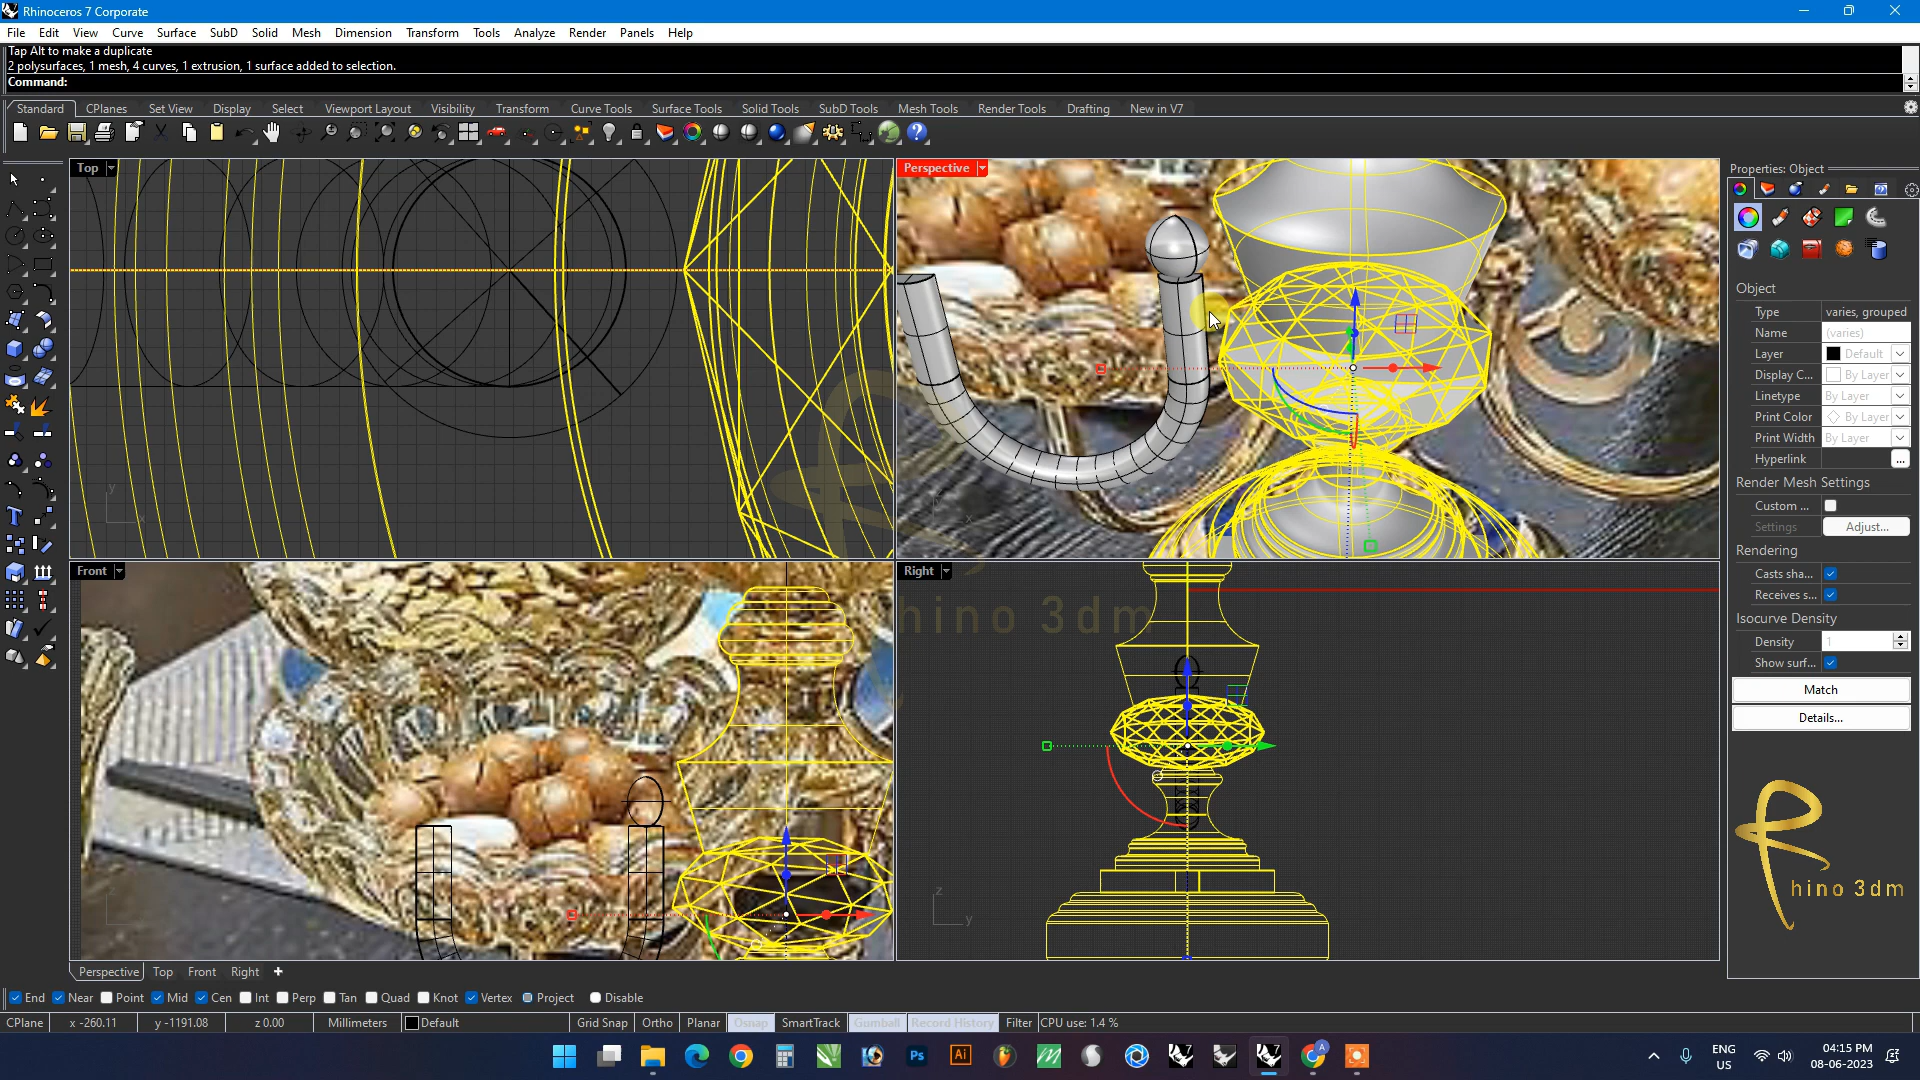 Rhinoceros 7 Corporate
File Edit View Curve Surface SubD Solid Mesh Dimension Transform Tools Analyze Render Panels Help
Tap Alt to make a duplicate
2 polysurfaces, 1 mesh, 4 curves, 1 extrusion, 1 surface added to selection.
Command:
Standard CPlanes Set View Display Select Viewport Layout Visibility Transform Curve Tools Surface Tools Solid Tools SubD Tools Mesh Tools Render Tools Drafting New in V7
Top
Perspective
Properties: Object
Object
Type varies, grouped
Name (varies)
Layer Default
Display C... By Layer
Linetype By Layer
Print Color By Layer
Print Width By Layer
Hyperlink ...
Render Mesh Settings
Custom ...
Settings Adjust...
Rendering
Casts sha...
Receives s...
Isocurve Density
Density 1
Show surf...
Match
Details...
Front
Right
hino 3dm
Rhino 3dm
y x
z y
Perspective Top Front Right
End Near Point Mid Cen Int Perp Tan Quad Knot Vertex Project Disable
CPlane x -260.11 y -1191.08 z 0.00 Millimeters Default Grid Snap Ortho Planar Osnap SmartTrack Gumball Record History Filter CPU use: 1.4 %
Ps Ai
ENG
US
04:15 PM
08-06-2023